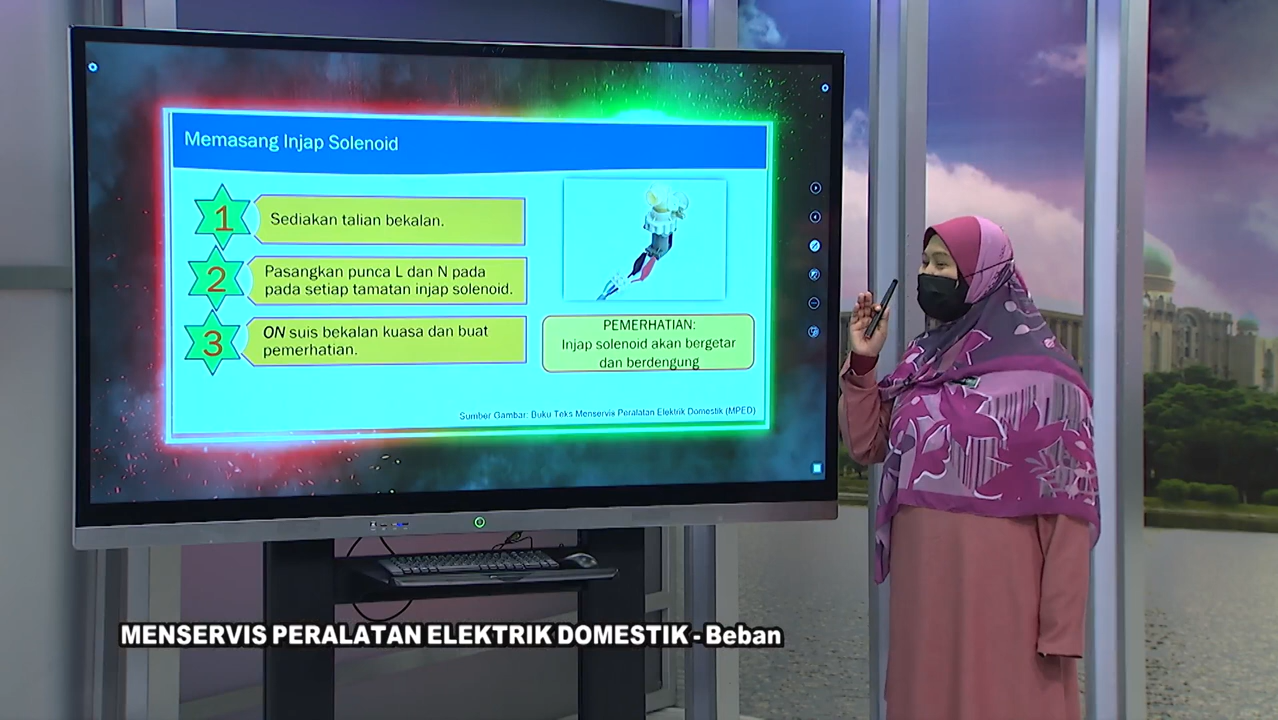 Memasang Injap Solenoid
1
Sediakan talian bekalan.
2
Pasangkan punca L dan N pada
pada setiap tamatan injap solenoid.
3
ON suis bekalan kuasa dan buat
pemerhatian.
PEMERHATIAN:
Injap solenoid akan bergetar
dan berdengung
Sumber Gambar: Buku Teks Menservis Peralatan Elektrik Domestik (MPED)
MENSERVIS PERALATAN ELEKTRIK DOMESTIK - Beban